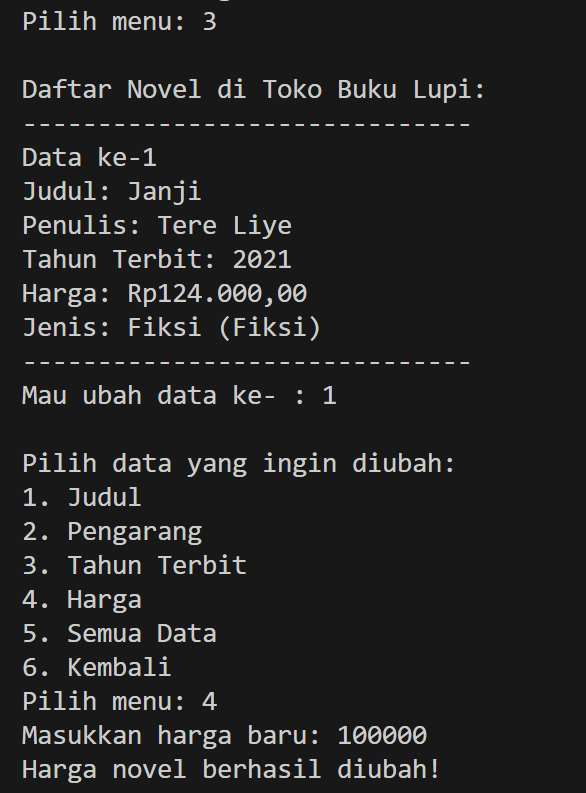 Pilih menu: 3
Daftar Novel di Toko Buku Lupi:
------------------------------
Data ke-1
Judul: Janji
Penulis: Tere Liye
Tahun Terbit: 2021
Harga: Rp124.000,00
Jenis: Fiksi (Fiksi)
------------------------------
Mau ubah data ke- : 1
Pilih data yang ingin diubah:
1. Judul
2. Pengarang
3. Tahun Terbit
4. Harga
5. Semua Data
6. Kembali
Pilih menu: 4
Masukkan harga baru: 100000
Harga novel berhasil diubah!